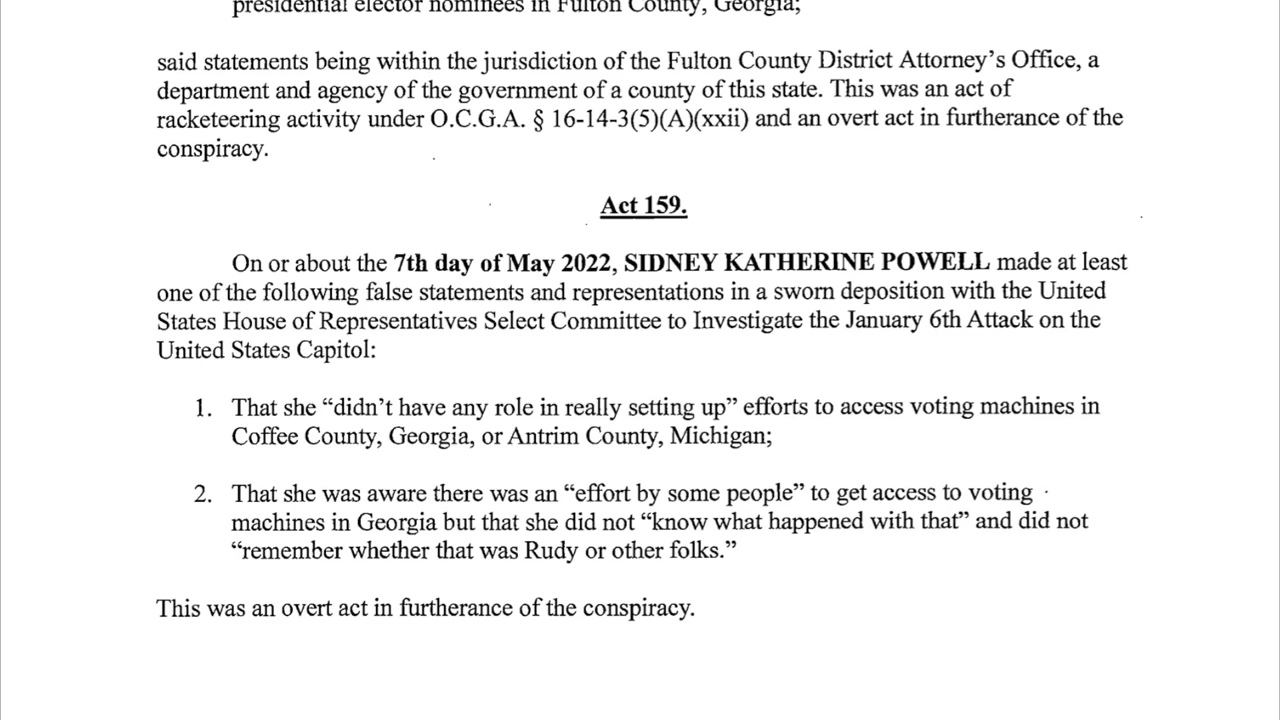 presidential elector nominees in Fulton County, Georgia;
said statements being within the jurisdiction of the Fulton County District Attorney’s Office, a
department and agency of the government of a county of this state. This was an act of
racketeering activity under O.C.G.A. § 16-14-3(5)(A)(xxii) and an overt act in furtherance of the
conspiracy.
Act 159.
On or about the 7th day of May 2022, SIDNEY KATHERINE POWELL made at least
one of the following false statements and representations in a sworn deposition with the United
States House of Representatives Select Committee to Investigate the January 6th Attack on the
United States Capitol:
1. That she “didn’t have any role in really setting up” efforts to access voting machines in
Coffee County, Georgia, or Antrim County, Michigan;
2. That she was aware there was an “effort by some people” to get access to voting
machines in Georgia but that she did not “know what happened with that” and did not
“remember whether that was Rudy or other folks.”
This was an overt act in furtherance of the conspiracy.